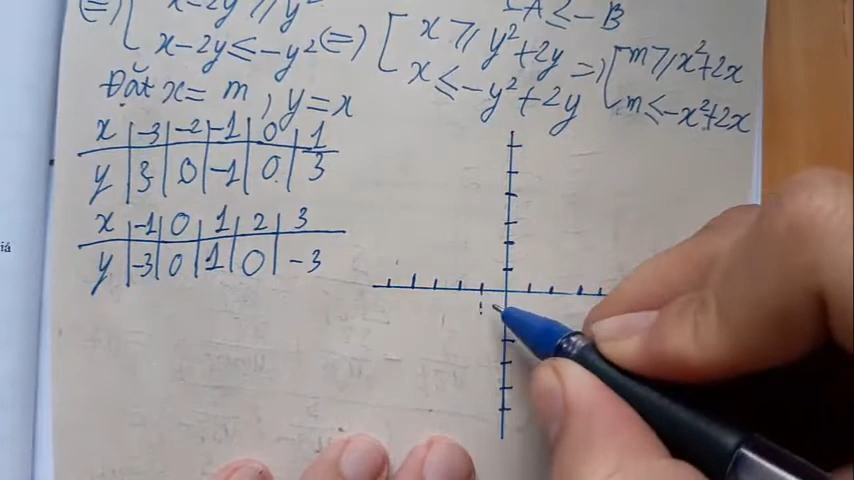 (=) [ x-2y ⩾ y²
-A ≤ -B
x-2y ≤ -y² (=) [ x ⩾ y²+2y
x ≤ -y²+2y
=) [ m ⩾ x²+2x
m ≤ -x²+2x
Đặt x = m , y = x
x | -3 | -2 | -1 | 0 | 1
y | 3 | 0 | -1 | 0 | 3
x | -1 | 0 | 1 | 2 | 3
y | -3 | 0 | 1 | 0 | -3
iá